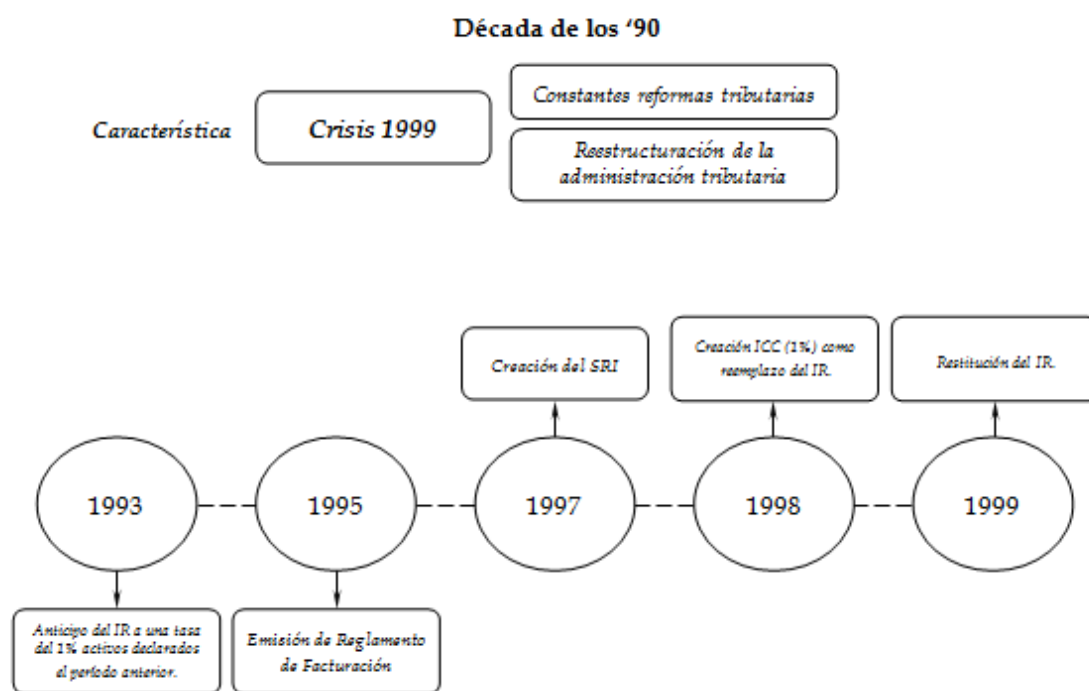 Década de los ‘90
Constantes reformas tributarias
Característica
Crisis 1999
Reestructuración de la
administración tributaria
Creación del SRI
Creación ICC (1%) como
reemplazo del IR.
Restitución del IR.
1993
1995
1997
1998
1999
Anticipo del IR a una tasa
del 1% activos declarados
el período anterior.
Emisión de Reglamento
de Facturación